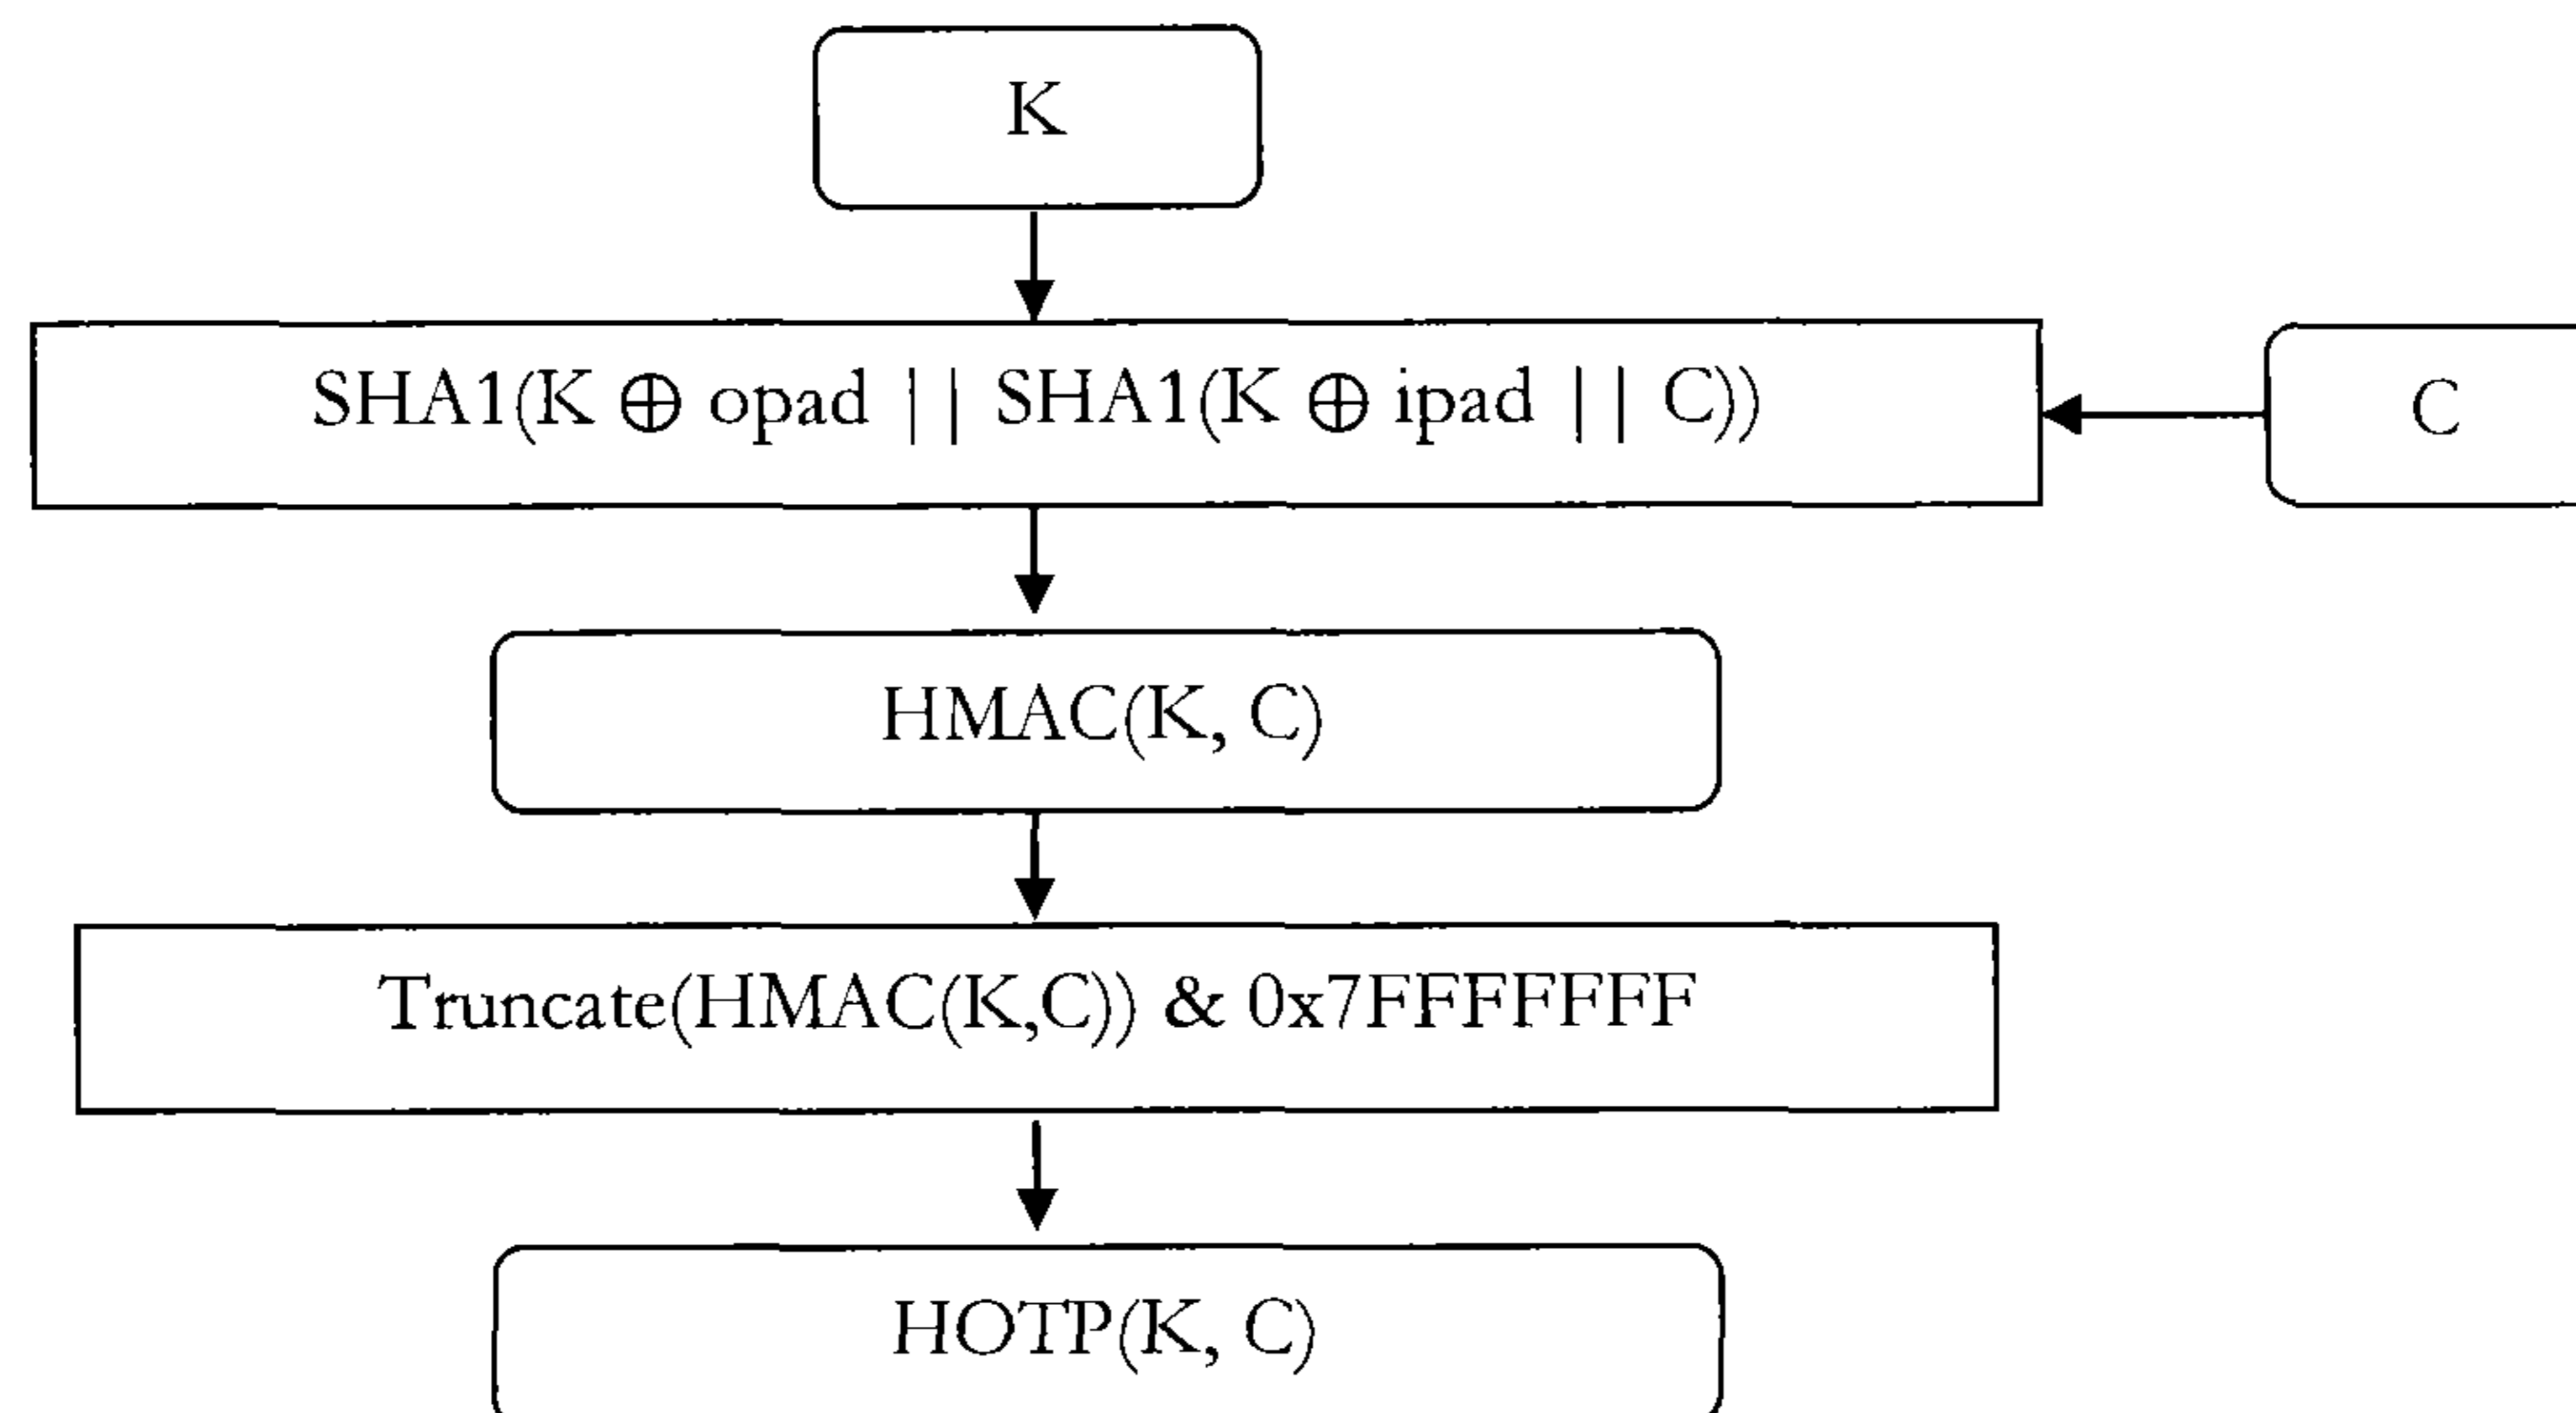 K
SHA1(K ⊕ opad || SHA1(K ⊕ ipad || C))
C
HMAC(K, C)
Truncate(HMAC(K,C)) & 0x7FFFFFFF
HOTP(K, C)